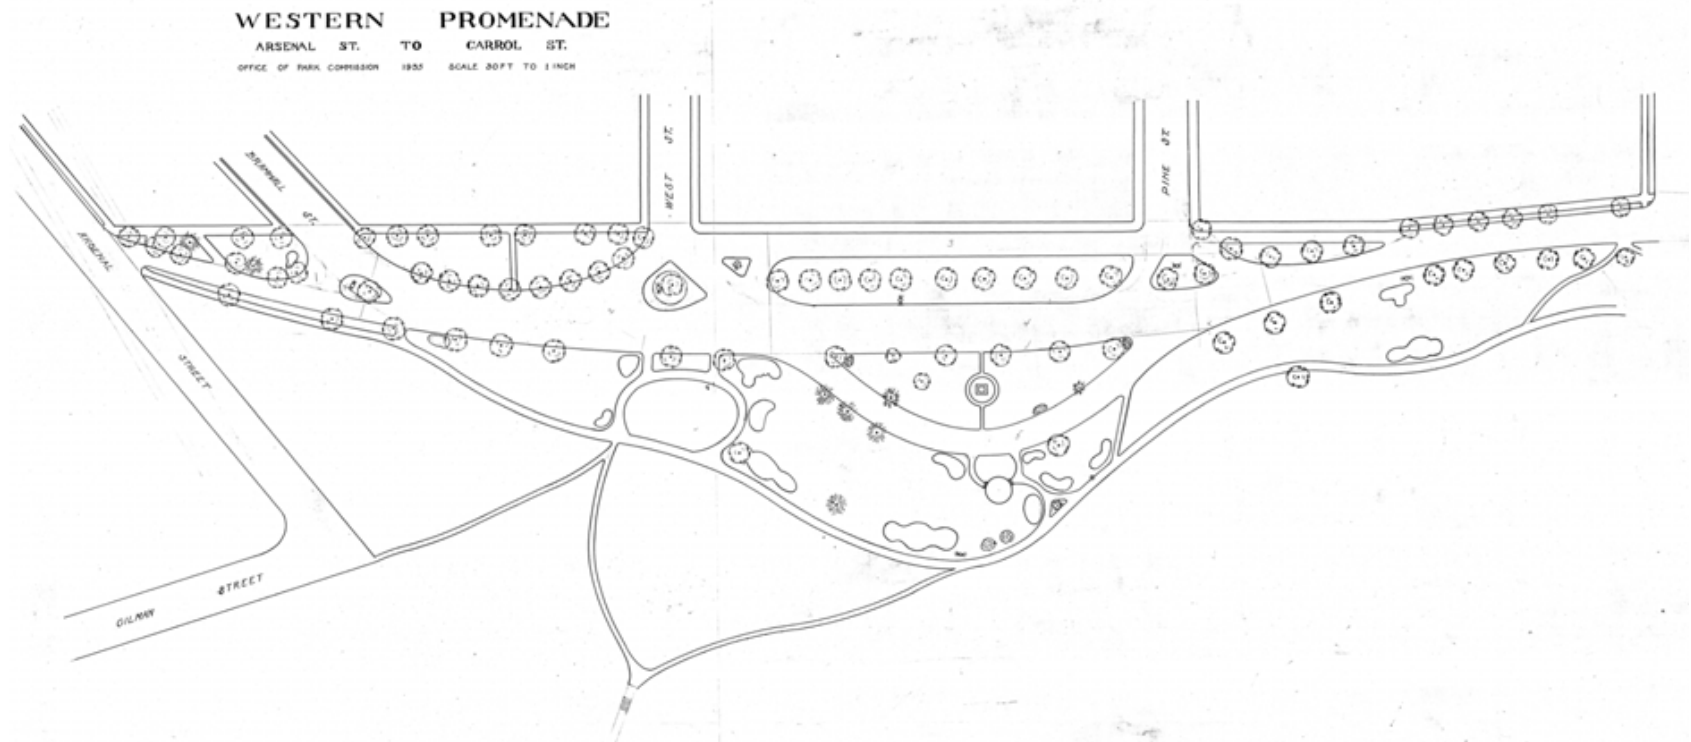 WESTERN PROMENADE
ARSENAL ST. TO CARROL ST.
OFFICE OF PARK COMMISSION 1935 SCALE 30 FT TO 1 INCH
BRAMHALL ST.
WEST ST.
PINE ST.
ARSENAL STREET
GILMAN STREET
3